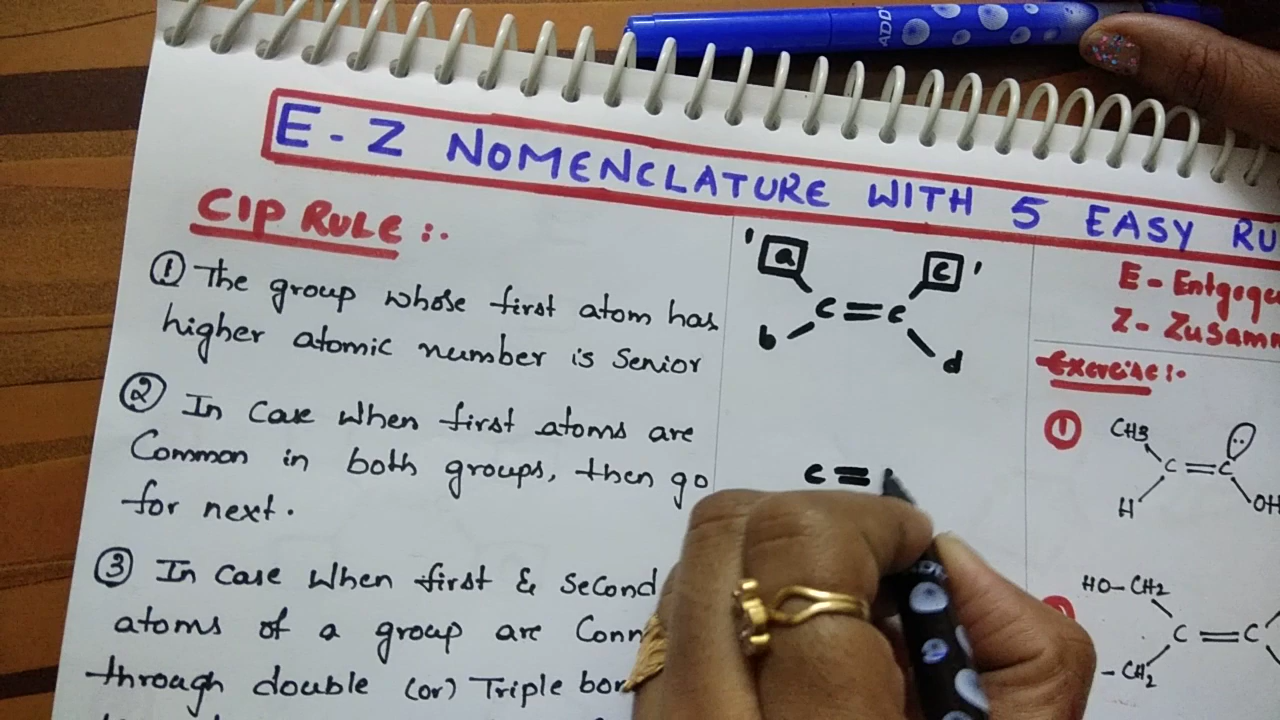 E - Z NOMENCLATURE WITH 5 EASY
CIP RULE :-
① The group whose first atom has
higher atomic number is senior
② In Case when first atoms are
Common in both groups, then go
for next.
③ In Case When first & Second
atoms of a group are
through double (or) Triple
' a c '
c = c
b d
c =
E -
Z -
Exercise :-
①
CH3
C = C
H OH
HO- CH2
C = C
- CH2
ADD